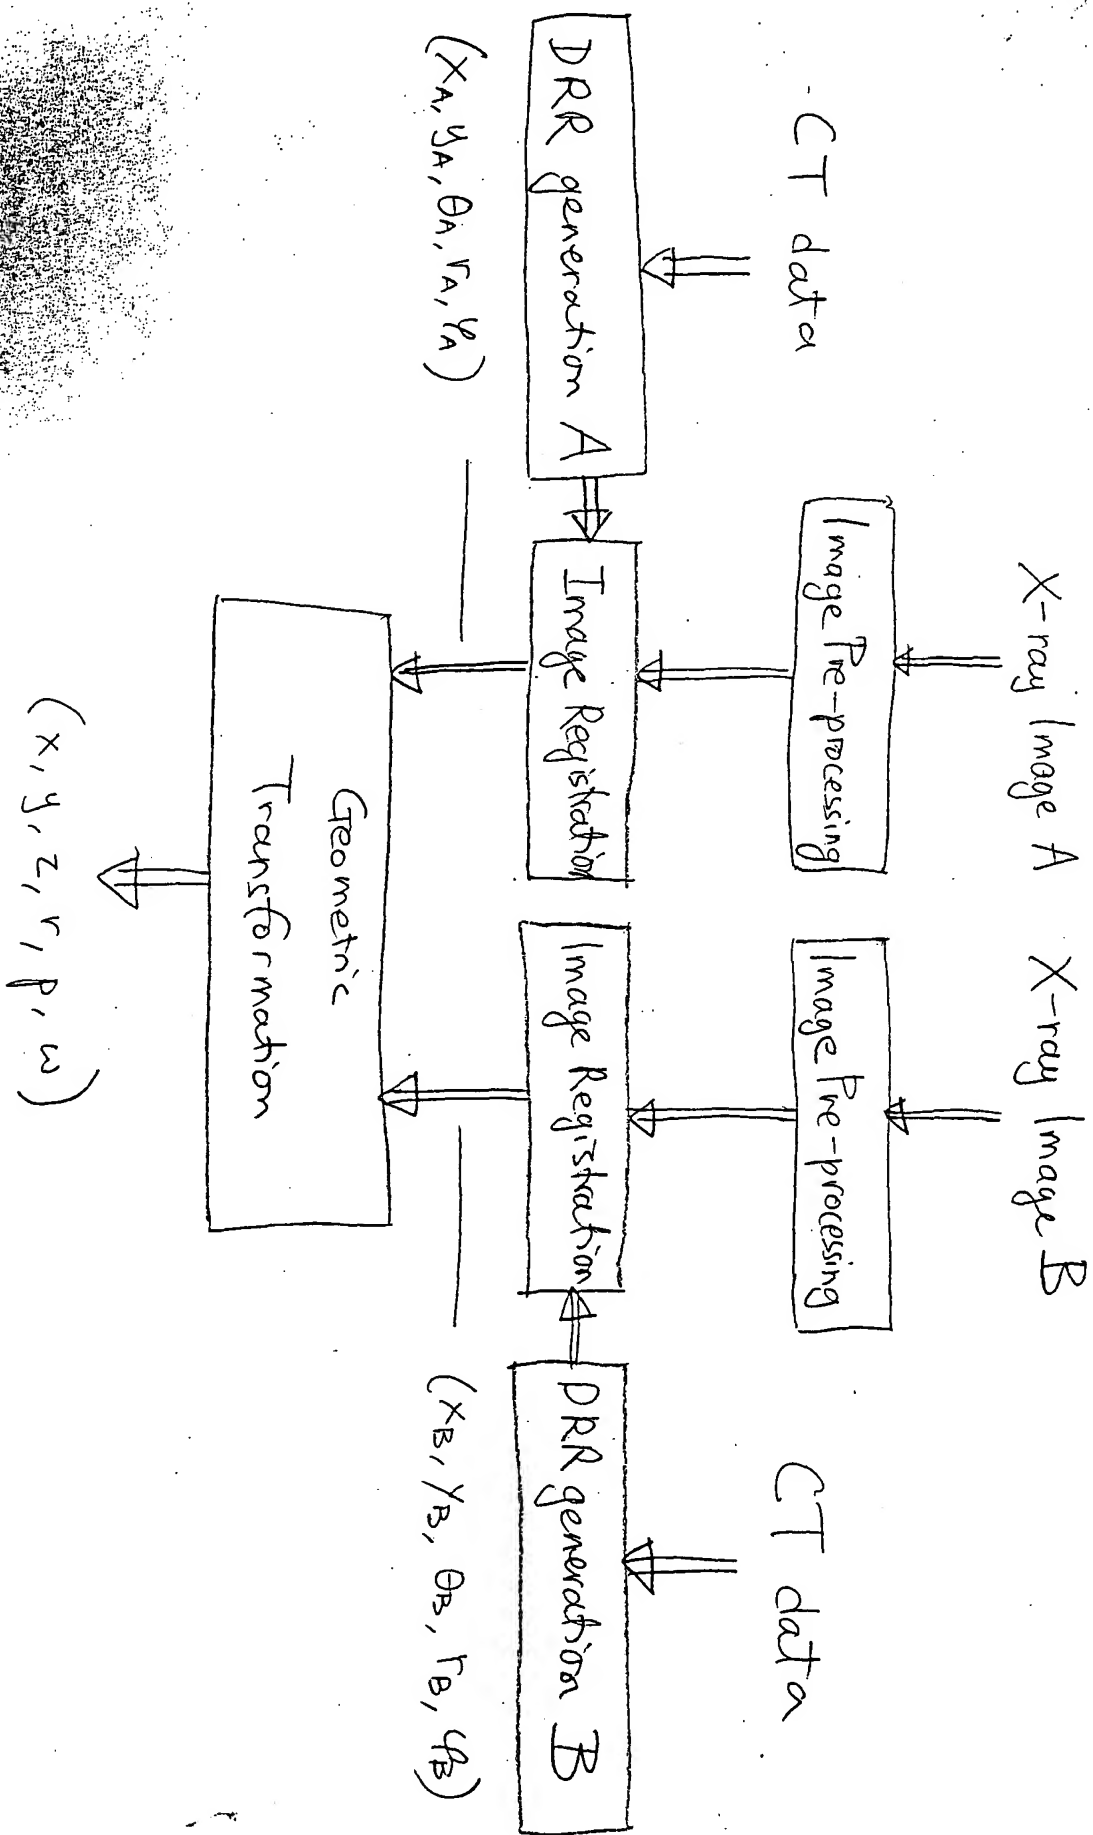 X-ray Image A
X-ray Image B
CT data
Image Pre-processing
Image Pre-processing
CT data
DRR generation A
Image Registration
Image Registration
DRR generation B
(xA, yA, θA, rA, φA)
(xB, yB, θB, rB, φB)
Geometric
Transformation
(x, y, z, r, p, w)